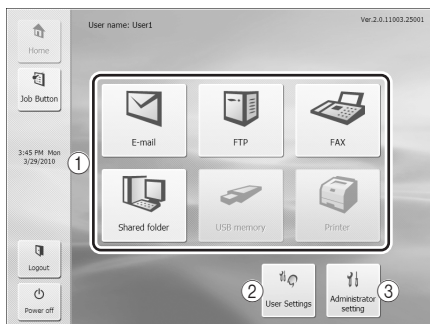 User name: User1
Ver.2.0.11003.25001
Home
Job Button
3:45 PM Mon
3/29/2010
1
E-mail
FTP
FAX
Shared folder
USB memory
Printer
Logout
Power off
2
User Settings
Administrator
setting
3